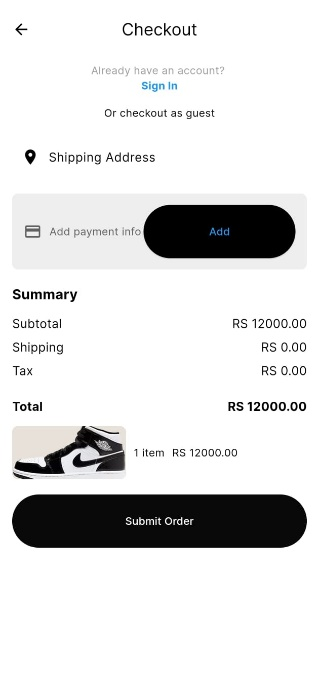 Checkout
Already have an account?
Sign In
Or checkout as guest
Shipping Address
Add payment info
Add
Summary
Subtotal RS 12000.00
Shipping RS 0.00
Tax RS 0.00
Total RS 12000.00
1 item RS 12000.00
Submit Order